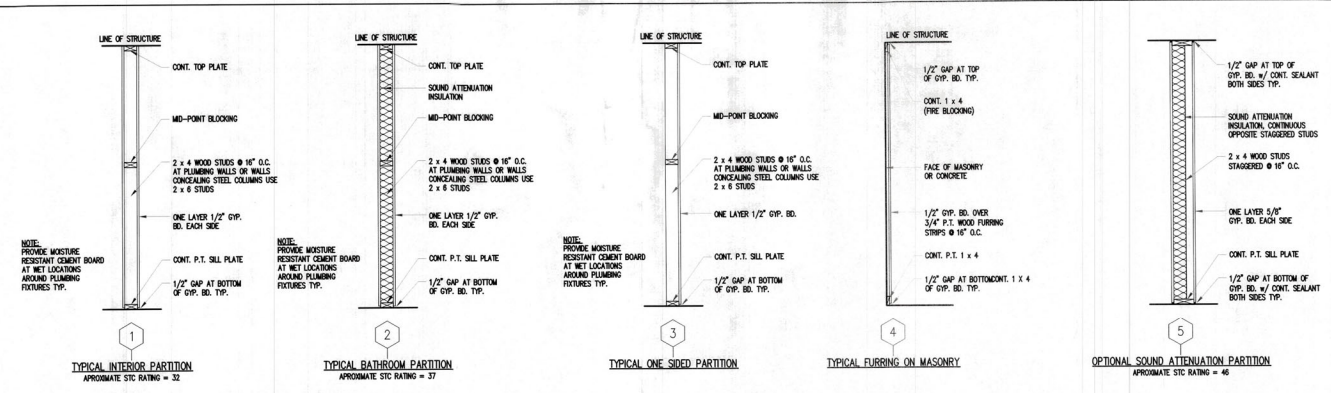 LINE OF STRUCTURE
CONT. TOP PLATE
MID-POINT BLOCKING
2 x 4 WOOD STUDS @ 16" O.C.
AT PLUMBING WALLS OR WALLS
CONCEALING STEEL COLUMNS USE
2 x 6 STUDS
ONE LAYER 1/2" GYP.
BD. EACH SIDE
NOTE:
PROVIDE MOISTURE
RESISTANT CEMENT BOARD
AT WET LOCATIONS
AROUND PLUMBING
FIXTURES TYP.
CONT. P.T. SILL PLATE
1/2" GAP AT BOTTOM
OF GYP. BD. TYP.
1
TYPICAL INTERIOR PARTITION
APROXIMATE STC RATING = 32
LINE OF STRUCTURE
CONT. TOP PLATE
SOUND ATTENUATION
INSULATION
MID-POINT BLOCKING
2 x 4 WOOD STUDS @ 16" O.C.
AT PLUMBING WALLS OR WALLS
CONCEALING STEEL COLUMNS USE
2 x 6 STUDS
ONE LAYER 1/2" GYP.
BD. EACH SIDE
NOTE:
PROVIDE MOISTURE
RESISTANT CEMENT BOARD
AT WET LOCATIONS
AROUND PLUMBING
FIXTURES TYP.
CONT. P.T. SILL PLATE
1/2" GAP AT BOTTOM
OF GYP. BD. TYP.
2
TYPICAL BATHROOM PARTITION
APROXIMATE STC RATING = 37
LINE OF STRUCTURE
CONT. TOP PLATE
MID-POINT BLOCKING
2 x 4 WOOD STUDS @ 16" O.C.
AT PLUMBING WALLS OR WALLS
CONCEALING STEEL COLUMNS USE
2 x 6 STUDS
ONE LAYER 1/2" GYP. BD.
NOTE:
PROVIDE MOISTURE
RESISTANT CEMENT BOARD
AT WET LOCATIONS
AROUND PLUMBING
FIXTURES TYP.
CONT. P.T. SILL PLATE
1/2" GAP AT BOTTOM
OF GYP. BD. TYP.
3
TYPICAL ONE SIDED PARTITION
LINE OF STRUCTURE
1/2" GAP AT TOP
OF GYP. BD. TYP.
CONT. 1 x 4
(FIRE BLOCKING)
FACE OF MASONRY
OR CONCRETE
1/2" GYP. BD. OVER
3/4" P.T. WOOD FURRING
STRIPS @ 16" O.C.
CONT. P.T. 1 x 4
1/2" GAP AT BOTTOMCONT. 1 X 4
OF GYP. BD. TYP.
4
TYPICAL FURRING ON MASONRY
1/2" GAP AT TOP OF
GYP. BD. w/ CONT. SEALANT
BOTH SIDES TYP.
SOUND ATTENUATION
INSULATION, CONTINUOUS
OPPOSITE STAGGERED STUDS
2 x 4 WOOD STUDS
STAGGERED @ 16" O.C.
ONE LAYER 5/8"
GYP. BD. EACH SIDE
CONT. P.T. SILL PLATE
1/2" GAP AT BOTTOM OF
GYP. BD. w/ CONT. SEALANT
BOTH SIDES TYP.
5
OPTIONAL SOUND ATTENUATION PARTITION
APROXIMATE STC RATING = 46